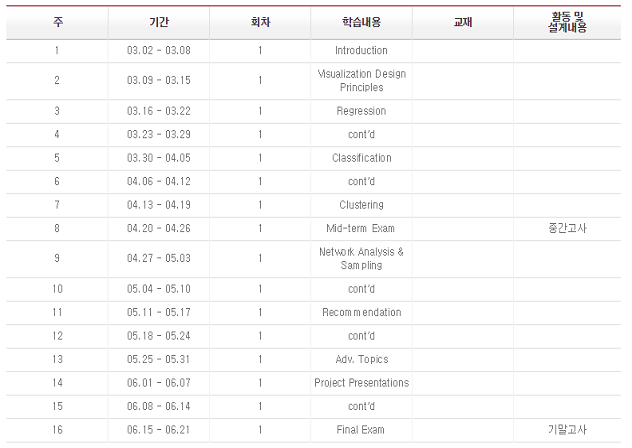 주 기간 회차 학습내용 교재 활동 및
설계내용
1 03.02 - 03.08 1 Introduction
2 03.09 - 03.15 1 Visualization Design
Principles
3 03.16 - 03.22 1 Regression
4 03.23 - 03.29 1 cont'd
5 03.30 - 04.05 1 Classification
6 04.06 - 04.12 1 cont'd
7 04.13 - 04.19 1 Clustering
8 04.20 - 04.26 1 Mid-term Exam 중간고사
9 04.27 - 05.03 1 Network Analysis &
Sampling
10 05.04 - 05.10 1 cont'd
11 05.11 - 05.17 1 Recommendation
12 05.18 - 05.24 1 cont'd
13 05.25 - 05.31 1 Adv. Topics
14 06.01 - 06.07 1 Project Presentations
15 06.08 - 06.14 1 cont'd
16 06.15 - 06.21 1 Final Exam 기말고사